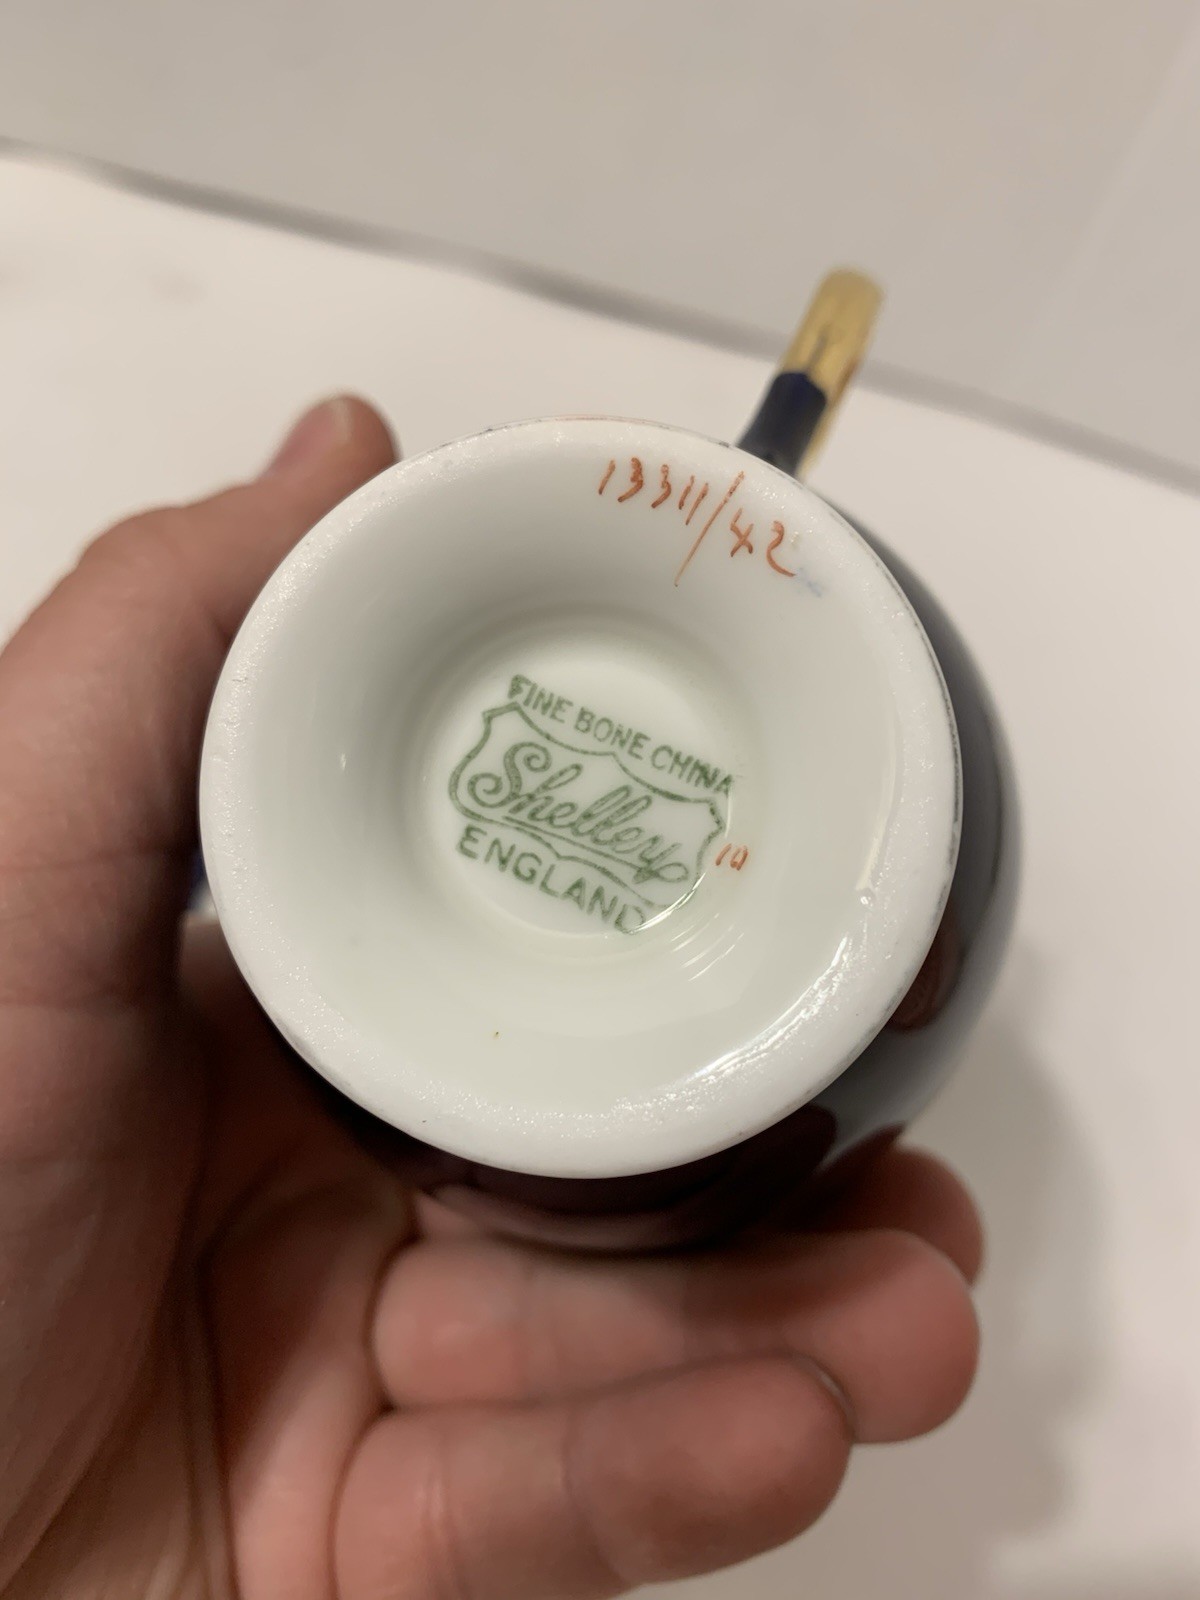 13311/42
FINE BONE CHINA
Shelley
ENGLAND
10